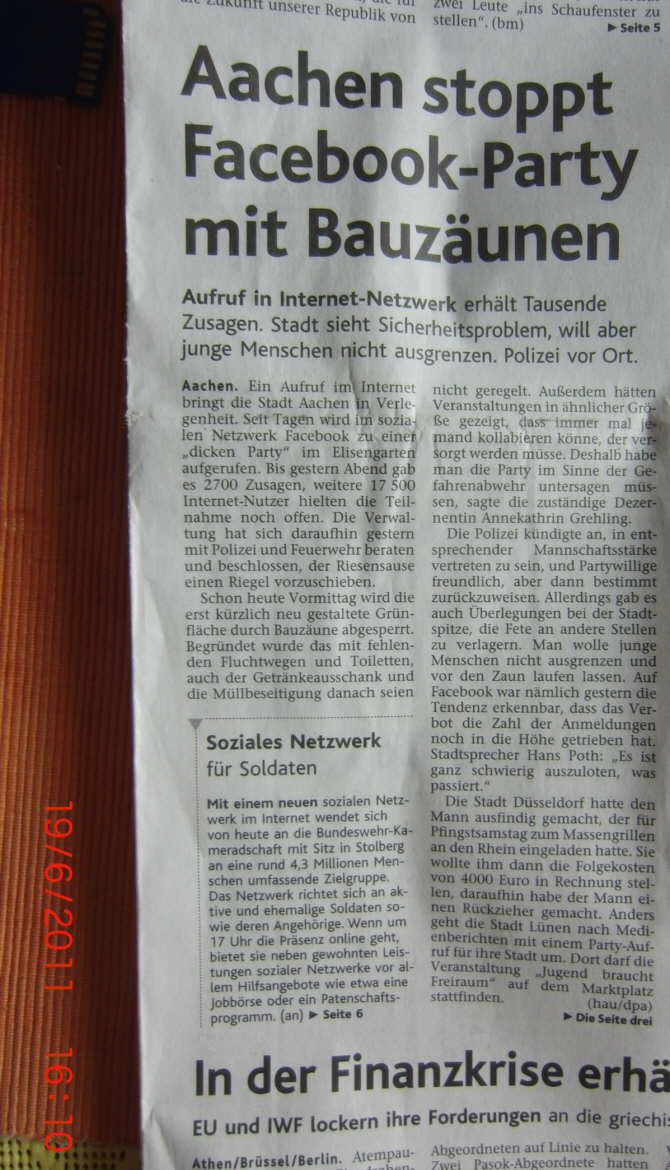 unserer Republik von
zwei Leute „ins Schaufenster zu
stellen“. (bm)
▶ Seite 5
Aachen stoppt
Facebook-Party
mit Bauzäunen
Aufruf in Internet-Netzwerk erhält Tausende
Zusagen. Stadt sieht Sicherheitsproblem, will aber
junge Menschen nicht ausgrenzen. Polizei vor Ort.
Aachen. Ein Aufruf im Internet
bringt die Stadt Aachen in Verle-
genheit. Seit Tagen wird im sozia-
len Netzwerk Facebook zu einer
„dicken Party“ im Elisengarten
aufgerufen. Bis gestern Abend gab
es 2700 Zusagen, weitere 17 500
Internet-Nutzer hielten die Teil-
nahme noch offen. Die Verwal-
tung hat sich daraufhin gestern
mit Polizei und Feuerwehr beraten
und beschlossen, der Riesensause
einen Riegel vorzuschieben.
Schon heute Vormittag wird die
erst kürzlich neu gestaltete Grün-
fläche durch Bauzäune abgesperrt.
Begründet wurde das mit fehlen-
den Fluchtwegen und Toiletten,
auch der Getränkeausschank und
die Müllbeseitigung danach seien
nicht geregelt. Außerdem hätten
Veranstaltungen in ähnlicher Grö-
ße gezeigt, dass immer mal je-
mand kollabieren könne, der ver-
sorgt werden müsse. Deshalb habe
man die Party im Sinne der Ge-
fahrenabwehr untersagen müs-
sen, sagte die zuständige Dezer-
nentin Annekathrin Grehling.
Die Polizei kündigte an, in ent-
sprechender Mannschaftsstärke
vertreten zu sein, und Partywillige
freundlich, aber dann bestimmt
zurückzuweisen. Allerdings gab es
auch Überlegungen bei der Stadt-
spitze, die Fete an andere Stellen
zu verlagern. Man wolle junge
Menschen nicht ausgrenzen und
vor den Zaun laufen lassen. Auf
Facebook war nämlich gestern die
Tendenz erkennbar, dass das Ver-
bot die Zahl der Anmeldungen
noch in die Höhe getrieben hat.
Stadtsprecher Hans Poth: „Es ist
ganz schwierig auszuloten, was
passiert.“
Die Stadt Düsseldorf hatte den
Mann ausfindig gemacht, der für
Pfingstsamstag zum Massengrillen
an den Rhein eingeladen hatte. Sie
wollte ihm dann die Folgekosten
von 4000 Euro in Rechnung stel-
len, daraufhin habe der Mann ei-
nen Rückzieher gemacht. Anders
geht die Stadt Lünen nach Medi-
enberichten mit einem Party-Auf-
ruf für ihre Stadt um. Dort darf die
Veranstaltung „Jugend braucht
Freiraum“ auf dem Marktplatz
stattfinden. (hau/dpa)
▶ Die Seite drei
Soziales Netzwerk
für Soldaten
Mit einem neuen sozialen Netz-
werk im Internet wendet sich
von heute an die Bundeswehr-Ka-
meradschaft mit Sitz in Stolberg
an eine rund 4,3 Millionen Men-
schen umfassende Zielgruppe.
Das Netzwerk richtet sich an ak-
tive und ehemalige Soldaten so-
wie deren Angehörige. Wenn um
17 Uhr die Präsenz online geht,
bietet sie neben gewohnten Leis-
tungen sozialer Netzwerke vor al-
lem Hilfsangebote wie etwa eine
Jobbörse oder ein Patenschafts-
programm. (an) ▶ Seite 6
In der Finanzkrise erhä
EU und IWF lockern ihre Forderungen an die griechis
Athen/Brüssel/Berlin. Atempau-
Abgeordneten auf Linie zu halten.
Zwei Pasok-Abgeordnete hatten
19/6/2011 16:10